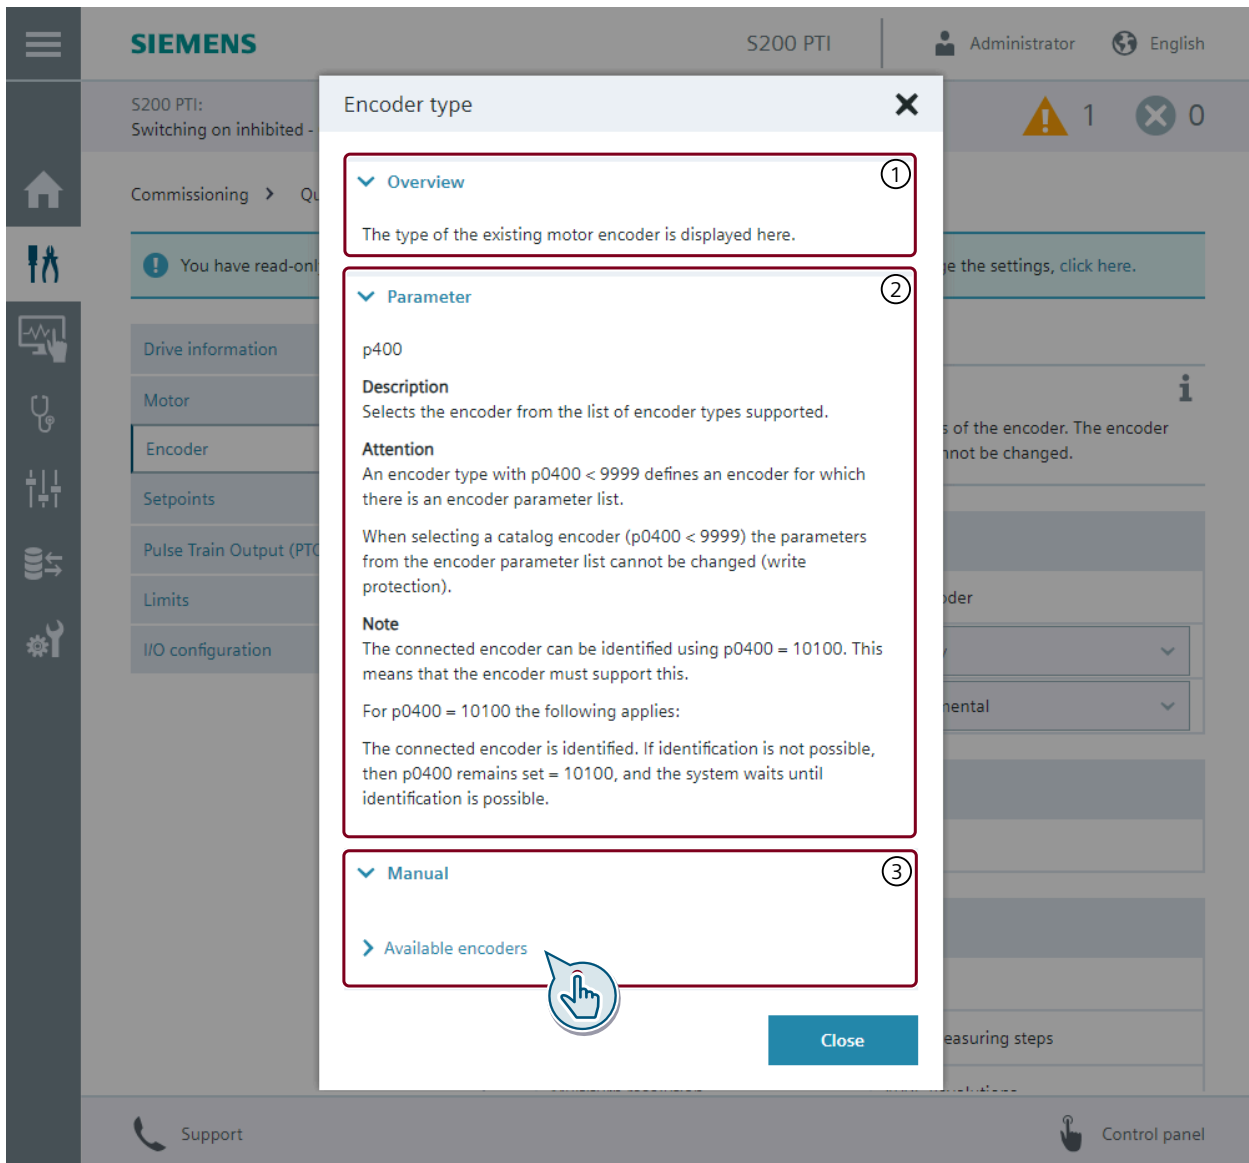 SIEMENS
S200 PTI
Administrator
English
S200 PTI:
Switching on inhibited -
Encoder type
1
0
Commissioning
1
Overview
The type of the existing motor encoder is displayed here.
You have read-onl
the settings, click here.
2
Parameter
p400
Description
Selects the encoder from the list of encoder types supported.
Attention
An encoder type with p0400 < 9999 defines an encoder for which
there is an encoder parameter list.
When selecting a catalog encoder (p0400 < 9999) the parameters
from the encoder parameter list cannot be changed (write
protection).
Note
The connected encoder can be identified using p0400 = 10100. This
means that the encoder must support this.
For p0400 = 10100 the following applies:
The connected encoder is identified. If identification is not possible,
then p0400 remains set = 10100, and the system waits until
identification is possible.
3
Manual
Available encoders
Close
Drive information
Motor
Encoder
Setpoints
Pulse Train Output (PTO
Limits
I/O configuration
of the encoder. The encoder
nnot be changed.
oder
mental
easuring steps
Support
Control panel